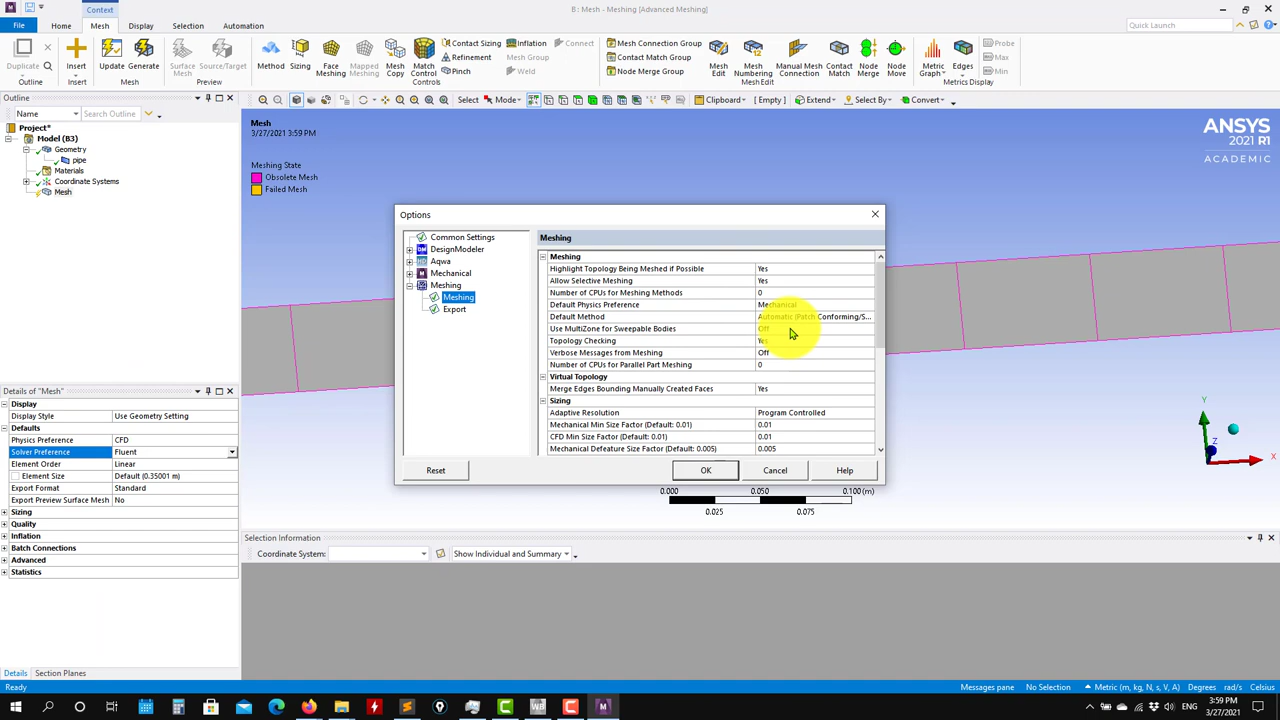 Context
B : Mesh - Meshing [Advanced Meshing]
File Home Mesh Display Selection Automation
Quick Launch
Duplicate
Outline
Insert
Insert
Update Generate
Mesh
Surface Mesh Source/Target
Preview
Method Sizing Face Meshing Mapped Meshing Mesh Copy Match Control
Contact Sizing Inflation Connect
Refinement Mesh Group
Pinch Weld
Controls
Mesh Connection Group
Contact Match Group
Node Merge Group
Mesh Edit Mesh Numbering Manual Mesh Connection Contact Match Node Merge Node Move
Mesh Edit
Metric Graph Edges
Probe
Max
Min
Metrics Display
Outline
Name Search Outline
Select Mode Clipboard [ Empty ] Extend Select By Convert
Project*
Model (B3)
Geometry
pipe
Materials
Coordinate Systems
Mesh
Mesh
3/27/2021 3:59 PM
Meshing State
Obsolete Mesh
Failed Mesh
ANSYS
2021 R1
ACADEMIC
Options
Common Settings
DesignModeler
Aqwa
Mechanical
Meshing
Meshing
Export
Meshing
Meshing
Highlight Topology Being Meshed if Possible Yes
Allow Selective Meshing Yes
Number of CPUs for Meshing Methods 0
Default Physics Preference Mechanical
Default Method Automatic (Patch Conforming/S...
Use MultiZone for Sweepable Bodies Off
Topology Checking Yes
Verbose Messages from Meshing Off
Number of CPUs for Parallel Part Meshing 0
Virtual Topology
Merge Edges Bounding Manually Created Faces Yes
Sizing
Adaptive Resolution Program Controlled
Mechanical Min Size Factor (Default: 0.01) 0.01
CFD Min Size Factor (Default: 0.01) 0.01
Mechanical Defeature Size Factor (Default: 0.005) 0.005
Reset OK Cancel Help
Details of "Mesh"
Display
Display Style Use Geometry Setting
Defaults
Physics Preference CFD
Solver Preference Fluent
Element Order Linear
Element Size Default (0.35001 m)
Export Format Standard
Export Preview Surface Mesh No
Sizing
Quality
Inflation
Batch Connections
Advanced
Statistics
Y
Z
X
0.000 0.050 0.100 (m)
0.025 0.075
Selection Information
Coordinate System: Show Individual and Summary
Details Section Planes
Ready
Messages pane No Selection Metric (m, kg, N, s, V, A) Degrees rad/s Celsius
WB
M
ENG
3:59 PM
3/27/2021